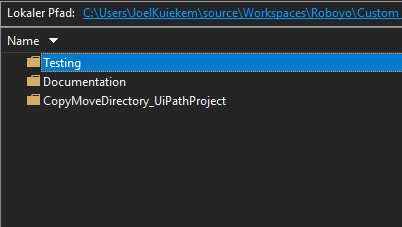 Lokaler Pfad: C:\Users\JoelKuiekem\source\Workspaces\Roboyo\Custom
Name
Testing
Documentation
CopyMoveDirectory_UiPathProject